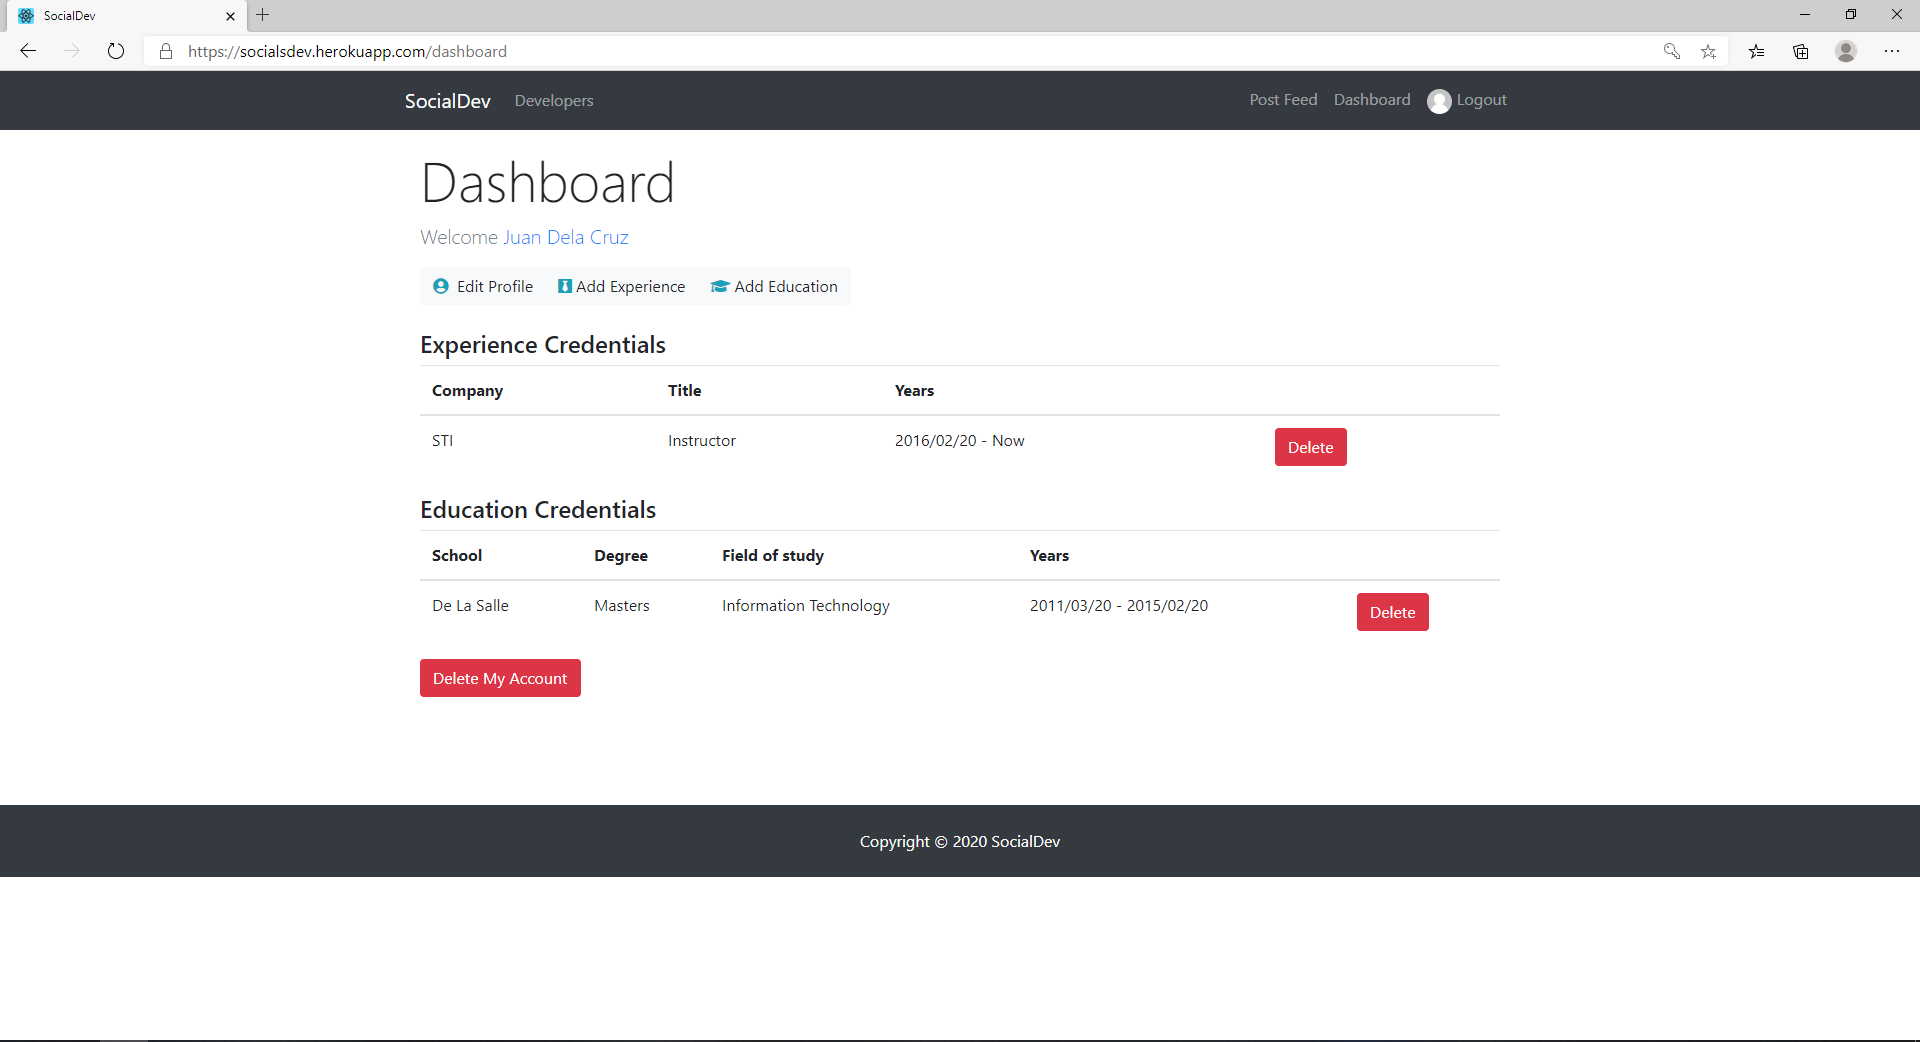 SocialDev
https://socialsdev.herokuapp.com/dashboard
SocialDev Developers Post Feed Dashboard Logout
Dashboard
Welcome Juan Dela Cruz
Edit Profile Add Experience Add Education
Experience Credentials
Company Title Years
STI Instructor 2016/02/20 - Now Delete
Education Credentials
School Degree Field of study Years
De La Salle Masters Information Technology 2011/03/20 - 2015/02/20 Delete
Delete My Account
Copyright © 2020 SocialDev